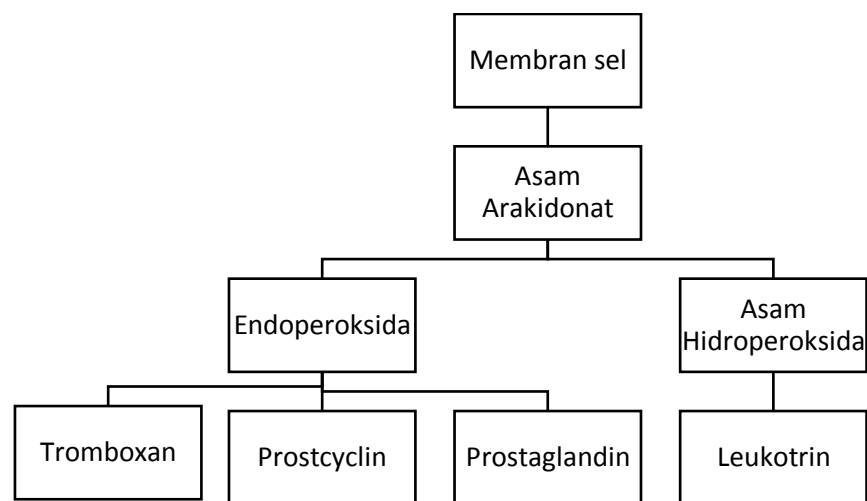 Membran sel
Asam
Arakidonat
Endoperoksida
Asam
Hidroperoksida
Tromboxan
Prostcyclin
Prostaglandin
Leukotrin